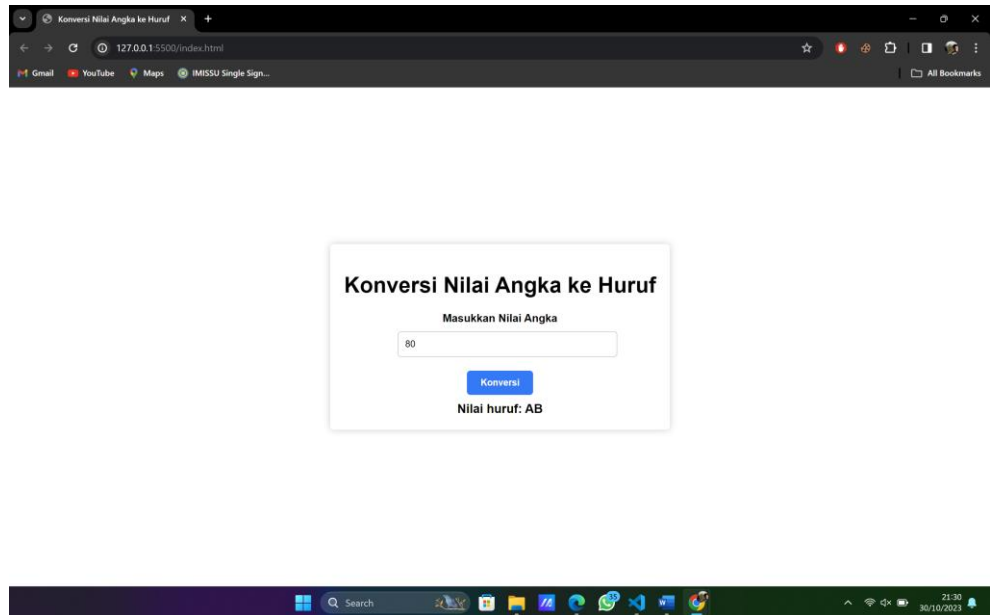 Konversi Nilai Angka ke Huruf
127.0.0.1:5500/index.html
Gmail YouTube Maps IMISSU Single Sign... All Bookmarks
Konversi Nilai Angka ke Huruf
Masukkan Nilai Angka
80
Konversi
Nilai huruf: AB
Search 35 21:30
30/10/2023